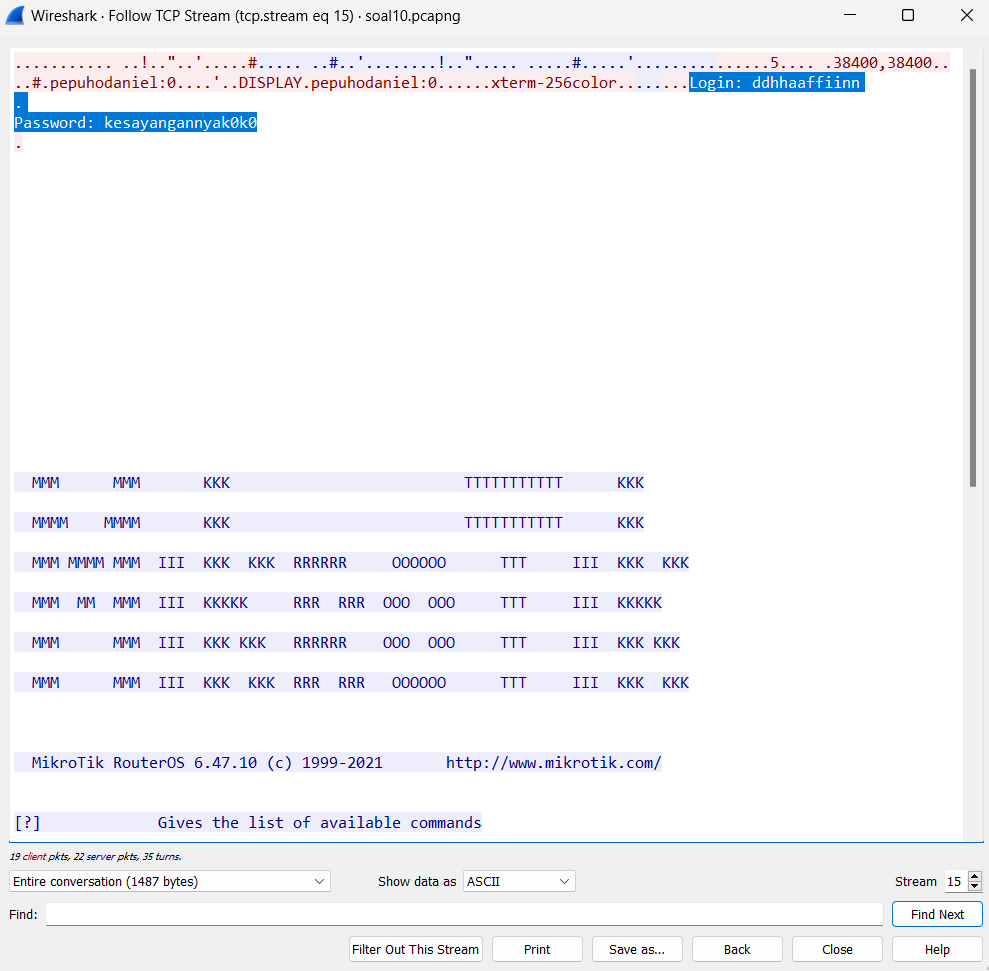 Wireshark · Follow TCP Stream (tcp.stream eq 15) · soal10.pcapng
........... ..!.."..'.....#..... ..#..'........!.."..... .....#.....'...............5.... .38400,38400..
..#.pepuhodaniel:0....'..DISPLAY.pepuhodaniel:0......xterm-256color........Login: ddhhaaffiinn
.
Password: kesayangannyak0k0
.
MMM      MMM       KKK                          TTTTTTTTTTT      KKK
MMMM    MMMM       KKK                          TTTTTTTTTTT      KKK
MMM MMMM MMM  III  KKK  KKK  RRRRRR     OOOOOO      TTT     III  KKK  KKK
MMM  MM  MMM  III  KKKKK     RRR  RRR  OOO  OOO     TTT     III  KKKKK
MMM      MMM  III  KKK KKK   RRRRRR    OOO  OOO     TTT     III  KKK KKK
MMM      MMM  III  KKK  KKK  RRR  RRR   OOOOOO      TTT     III  KKK  KKK
MikroTik RouterOS 6.47.10 (c) 1999-2021       http://www.mikrotik.com/
[?]             Gives the list of available commands
19 client pkts, 22 server pkts, 35 turns.
Entire conversation (1487 bytes) Show data as ASCII Stream 15
Find: Find Next
Filter Out This Stream Print Save as... Back Close Help